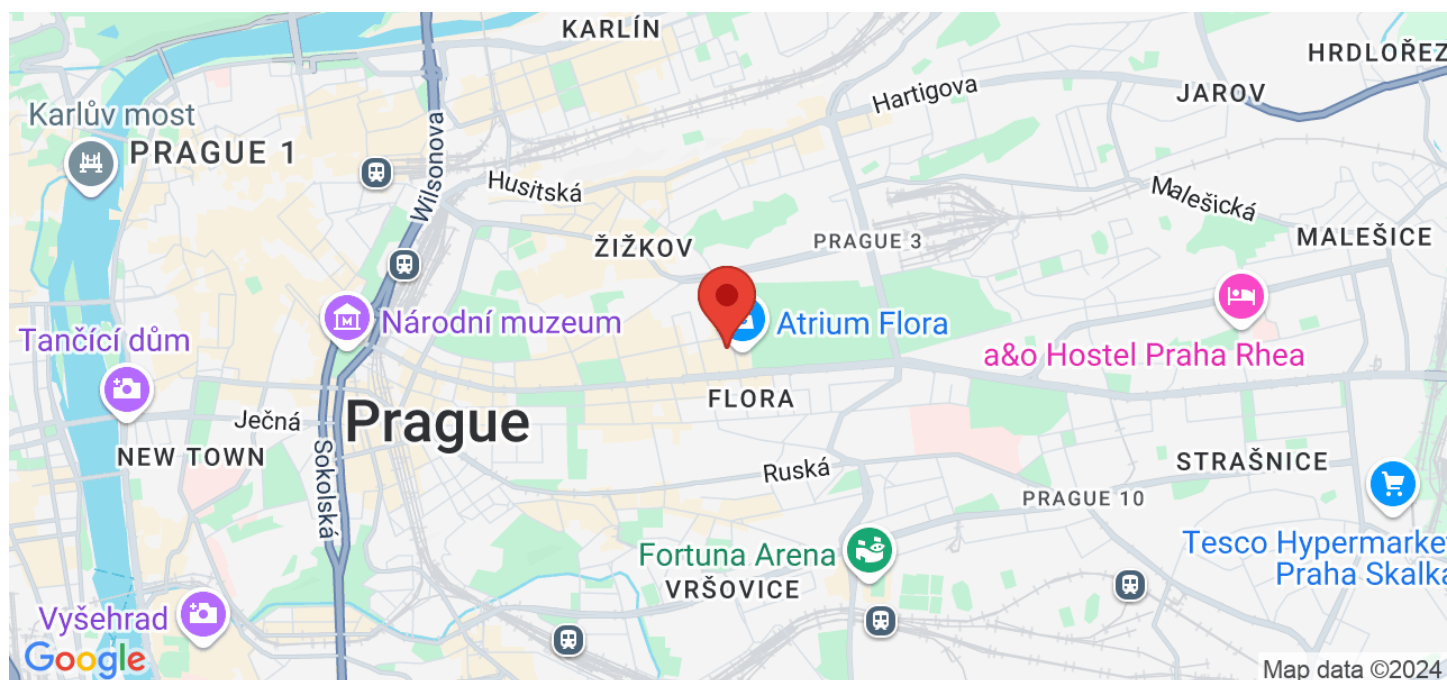 KARLÍN
HRDLOŘEZ
Hartigova
JAROV
Karlův most
PRAGUE 1
Wilsonova
Husitská
Malešická
ŽIŽKOV
PRAGUE 3
MALEŠICE
Národní muzeum
Atrium Flora
Tančící dům
a&o Hostel Praha Rhea
FLORA
Ječná
Prague
NEW TOWN
Sokolská
Ruská
STRAŠNICE
PRAGUE 10
Fortuna Arena
Tesco Hypermarke
Praha Skalka
VRŠOVICE
Vyšehrad
Google
Map data ©2024